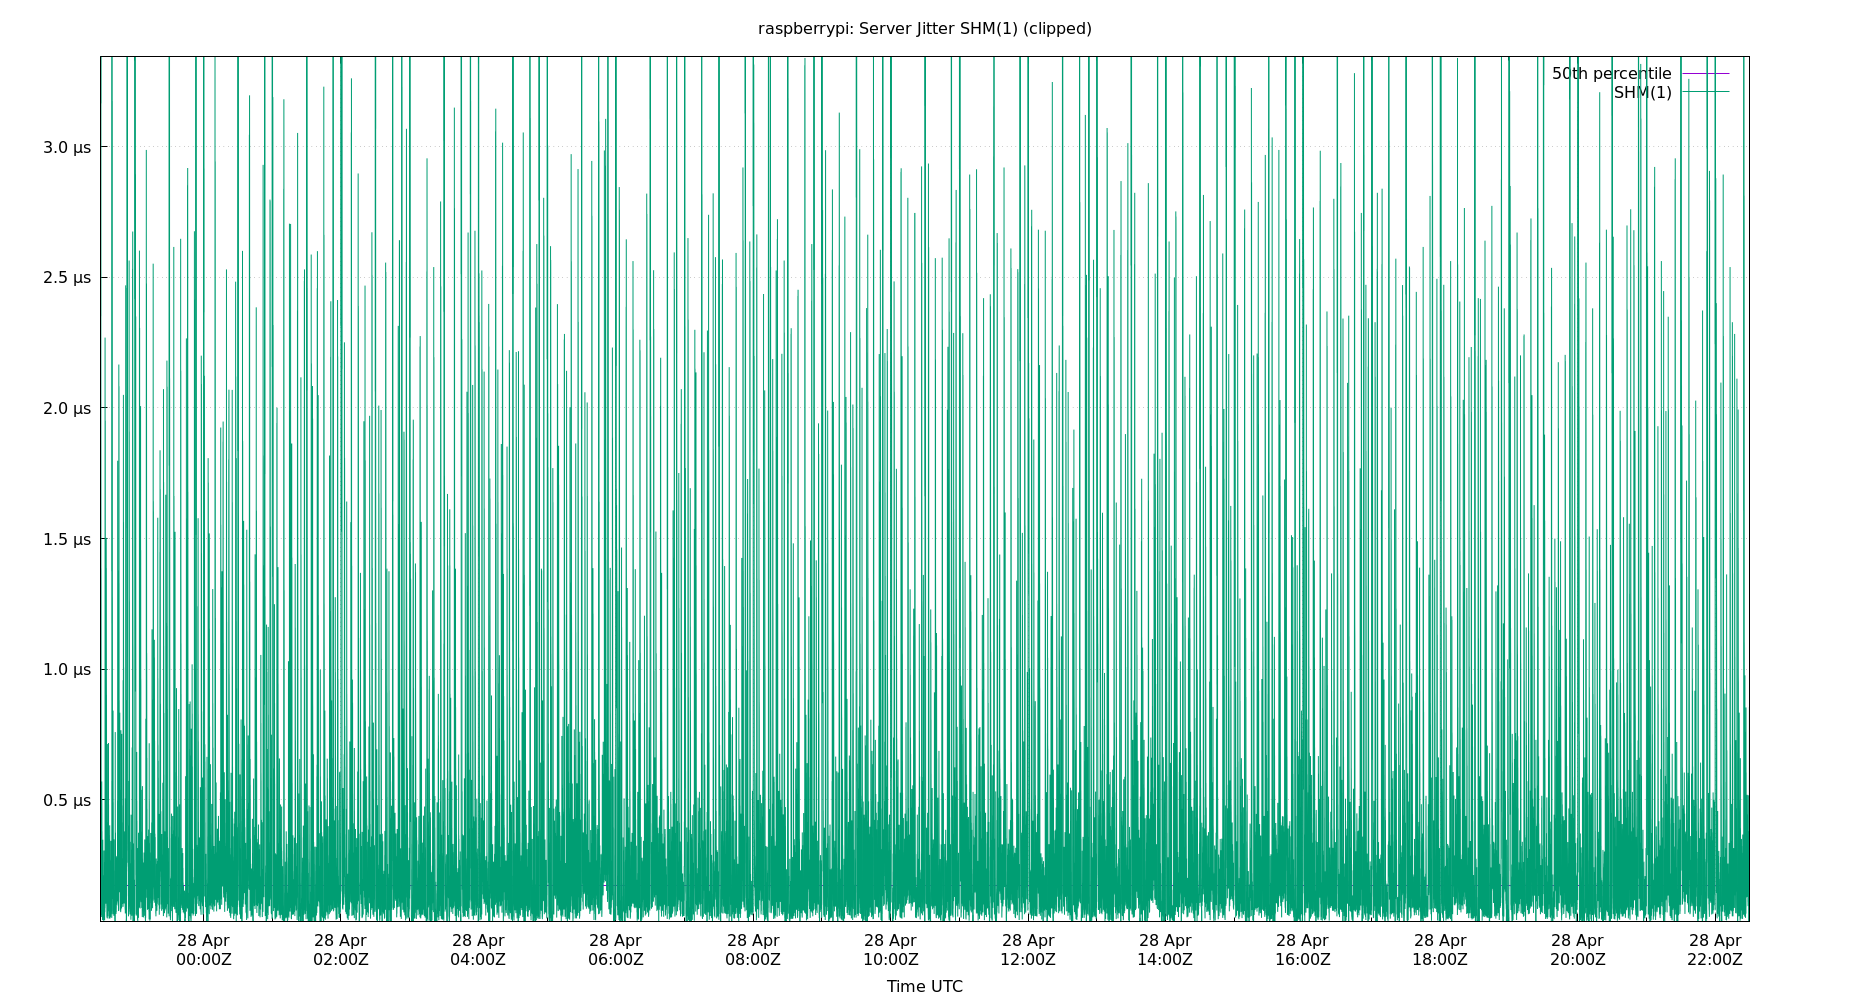 raspberrypi: Server Jitter SHM(1) (clipped)
50th percentile
SHM(1)
3.0 µs
2.5 µs
2.0 µs
1.5 µs
1.0 µs
0.5 µs
28 Apr 28 Apr 28 Apr 28 Apr 28 Apr 28 Apr 28 Apr 28 Apr 28 Apr 28 Apr 28 Apr 28 Apr
00:00Z 02:00Z 04:00Z 06:00Z 08:00Z 10:00Z 12:00Z 14:00Z 16:00Z 18:00Z 20:00Z 22:00Z
Time UTC